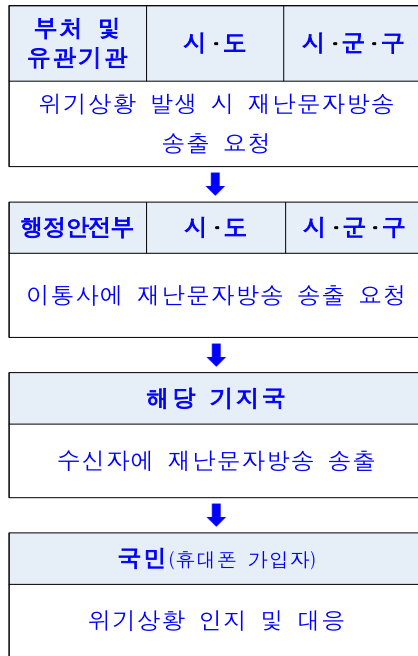 부처 및
유관기관
시·도
시·군·구
위기상황 발생 시 재난문자방송
송출 요청
행정안전부
시·도
시·군·구
이통사에 재난문자방송 송출 요청
해당 기지국
수신자에 재난문자방송 송출
국민(휴대폰 가입자)
위기상황 인지 및 대응